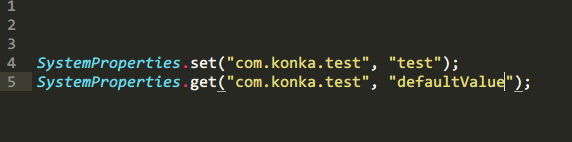 1
2
3
4 SystemProperties.set("com.konka.test", "test");
5 SystemProperties.get("com.konka.test", "defaultValue");